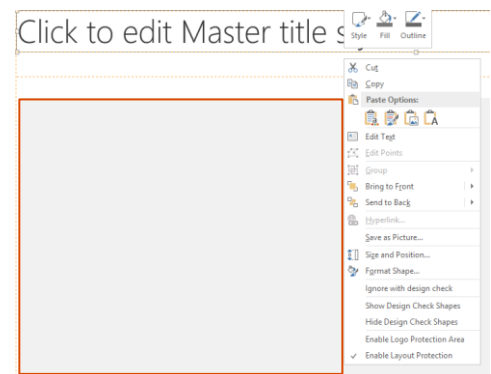 Click to edit Master title s
Style Fill Outline
Cut
Copy
Paste Options:
A
Edit Text
Edit Points
Group
Bring to Front
Send to Back
Hyperlink...
Save as Picture...
Size and Position...
Format Shape...
Ignore with design check
Show Design Check Shapes
Hide Design Check Shapes
Enable Logo Protection Area
Enable Layout Protection